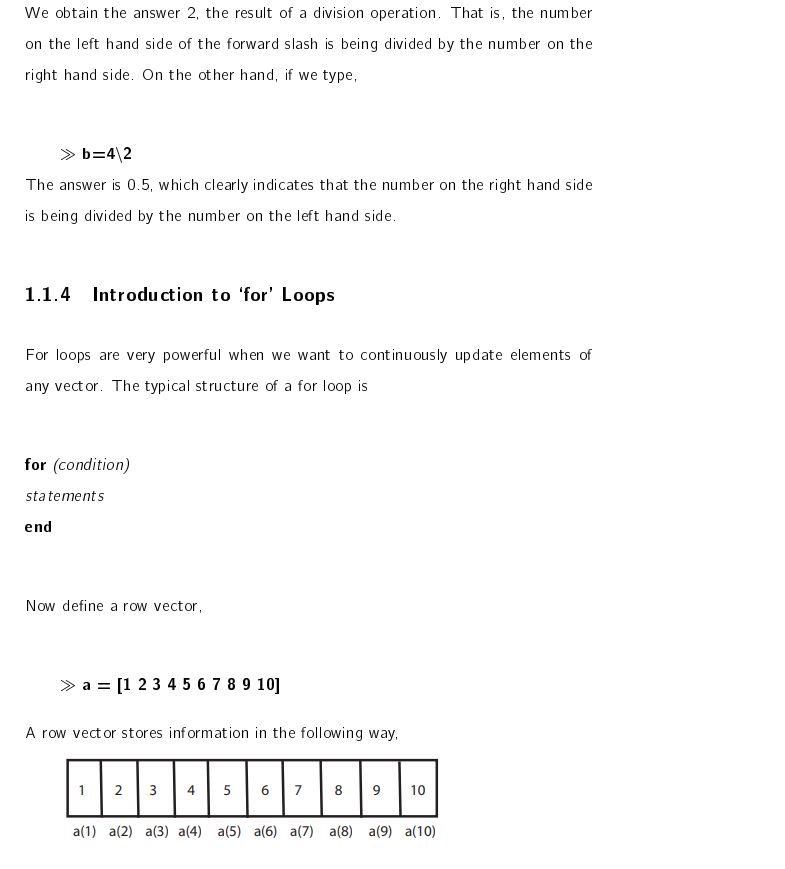 We obtain the answer 2, the result of a division operation. That is, the number
on the left hand side of the forward slash is being divided by the number on the
right hand side. On the other hand, if we type,
≫ b=4\2
The answer is 0.5, which clearly indicates that the number on the right hand side
is being divided by the number on the left hand side.
1.1.4 Introduction to ‘for’ Loops
For loops are very powerful when we want to continuously update elements of
any vector. The typical structure of a for loop is
for (condition)
statements
end
Now define a row vector,
≫ a = [1 2 3 4 5 6 7 8 9 10]
A row vector stores information in the following way,
1 2 3 4 5 6 7 8 9 10
a(1) a(2) a(3) a(4) a(5) a(6) a(7) a(8) a(9) a(10)